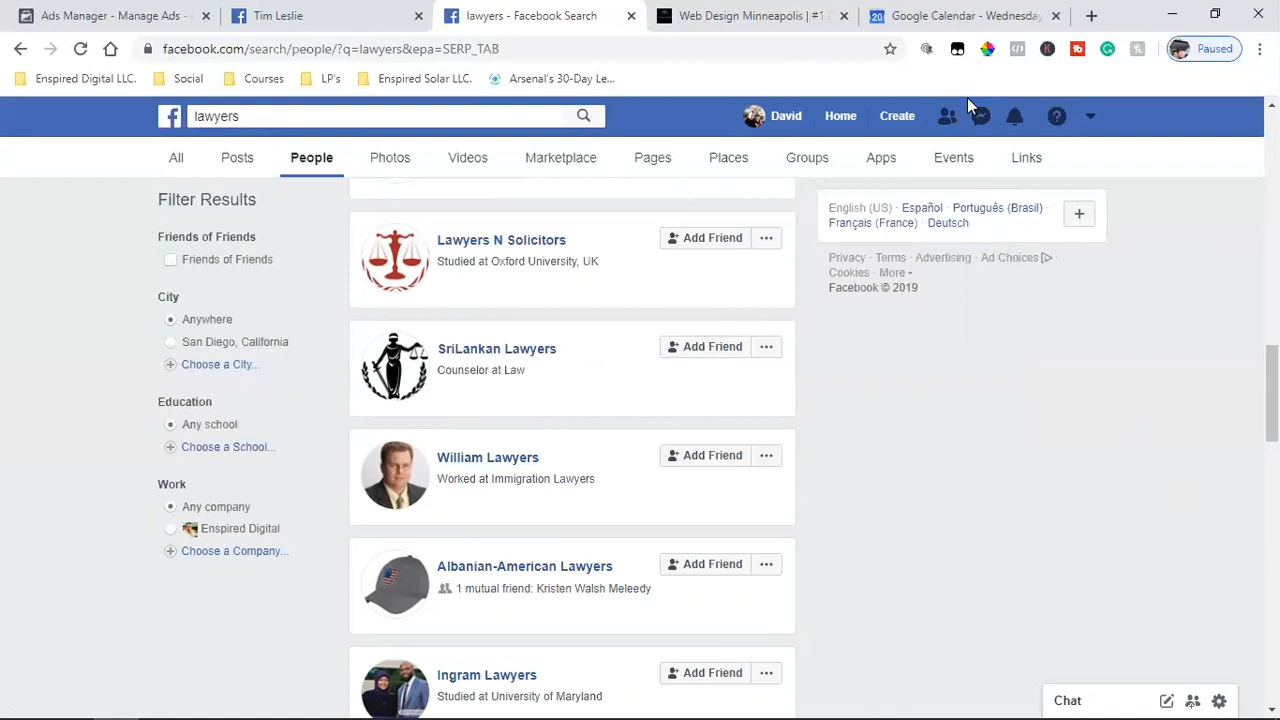 Ads Manager - Manage Ads -
Tim Leslie
lawyers - Facebook Search
Web Design Minneapolis | #1
Google Calendar - Wednesday
facebook.com/search/people/?q=lawyers&epa=SERP_TAB
Paused
Enspired Digital LLC.
Social
Courses
LP's
Enspired Solar LLC.
Arsenal's 30-Day Le...
lawyers
David
Home
Create
All
Posts
People
Photos
Videos
Marketplace
Pages
Places
Groups
Apps
Events
Links
Filter Results
Friends of Friends
Friends of Friends
City
Anywhere
San Diego, California
Choose a City...
Education
Any school
Choose a School...
Work
Any company
Enspired Digital
Choose a Company...
Lawyers N Solicitors
Studied at Oxford University, UK
Add Friend
SriLankan Lawyers
Counselor at Law
Add Friend
William Lawyers
Worked at Immigration Lawyers
Add Friend
Albanian-American Lawyers
1 mutual friend: Kristen Walsh Meleedy
Add Friend
Ingram Lawyers
Studied at University of Maryland
Add Friend
English (US) · Español · Português (Brasil) ·
Français (France) · Deutsch
Privacy · Terms · Advertising · Ad Choices ·
Cookies · More
Facebook © 2019
Chat